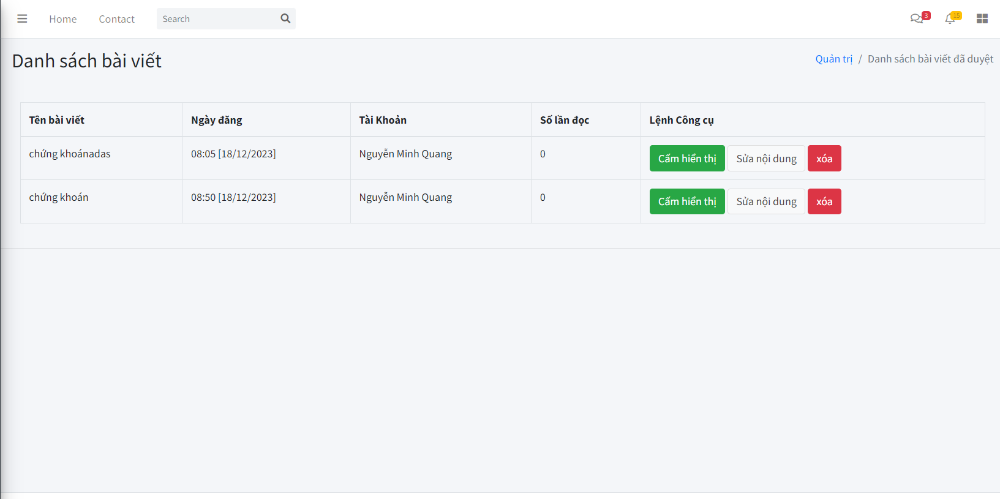 Home Contact Search 3 15
Danh sách bài viết
Quản trị / Danh sách bài viết đã duyệt
Tên bài viết Ngày đăng Tài Khoản Số lần đọc Lệnh Công cụ
chứng khoánadas 08:05 [18/12/2023] Nguyễn Minh Quang 0 Cấm hiển thị Sửa nội dung xóa
chứng khoán 08:50 [18/12/2023] Nguyễn Minh Quang 0 Cấm hiển thị Sửa nội dung xóa